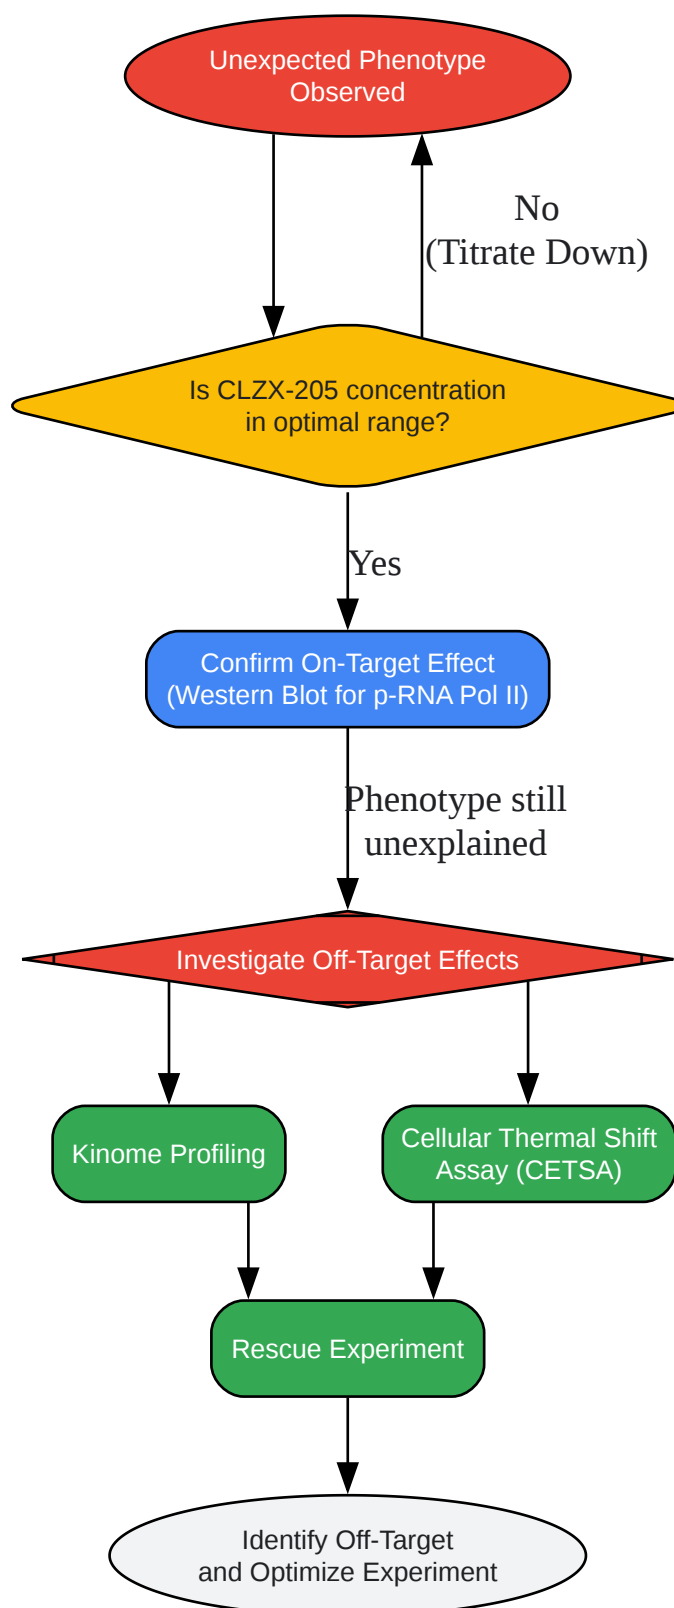 Unexpected Phenotype
Observed
No
(Titrate Down)
Is CLZX-205 concentration
in optimal range?
Yes
Confirm On-Target Effect
(Western Blot for p-RNA Pol II)
Phenotype still
unexplained
Investigate Off-Target Effects
Kinome Profiling
Cellular Thermal Shift
Assay (CETSA)
Rescue Experiment
Identify Off-Target
and Optimize Experiment